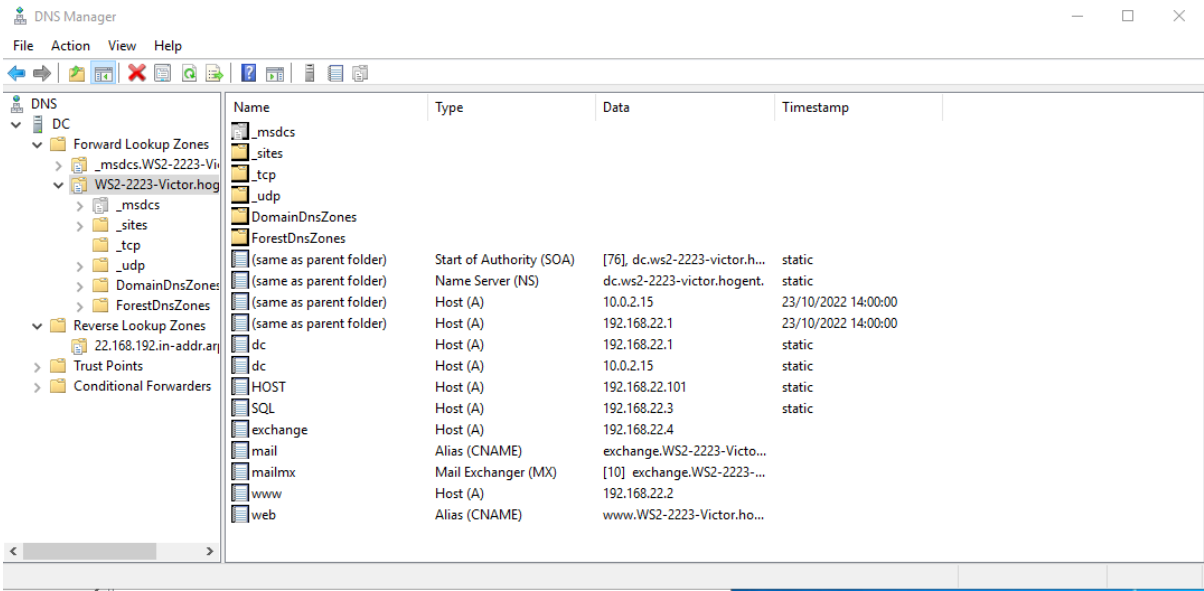 DNS Manager
File Action View Help
DNS
DC
Forward Lookup Zones
_msdcs.WS2-2223-Vi
WS2-2223-Victor.hog
_msdcs
_sites
_tcp
_udp
DomainDnsZones
ForestDnsZones
Reverse Lookup Zones
22.168.192.in-addr.ar
Trust Points
Conditional Forwarders
Name Type Data Timestamp
_msdcs
_sites
_tcp
_udp
DomainDnsZones
ForestDnsZones
(same as parent folder) Start of Authority (SOA) [76], dc.ws2-2223-victor.h... static
(same as parent folder) Name Server (NS) dc.ws2-2223-victor.hogent. static
(same as parent folder) Host (A) 10.0.2.15 23/10/2022 14:00:00
(same as parent folder) Host (A) 192.168.22.1 23/10/2022 14:00:00
dc Host (A) 192.168.22.1 static
dc Host (A) 10.0.2.15 static
HOST Host (A) 192.168.22.101 static
SQL Host (A) 192.168.22.3 static
exchange Host (A) 192.168.22.4
mail Alias (CNAME) exchange.WS2-2223-Victo...
mailmx Mail Exchanger (MX) [10] exchange.WS2-2223-...
www Host (A) 192.168.22.2
web Alias (CNAME) www.WS2-2223-Victor.ho...